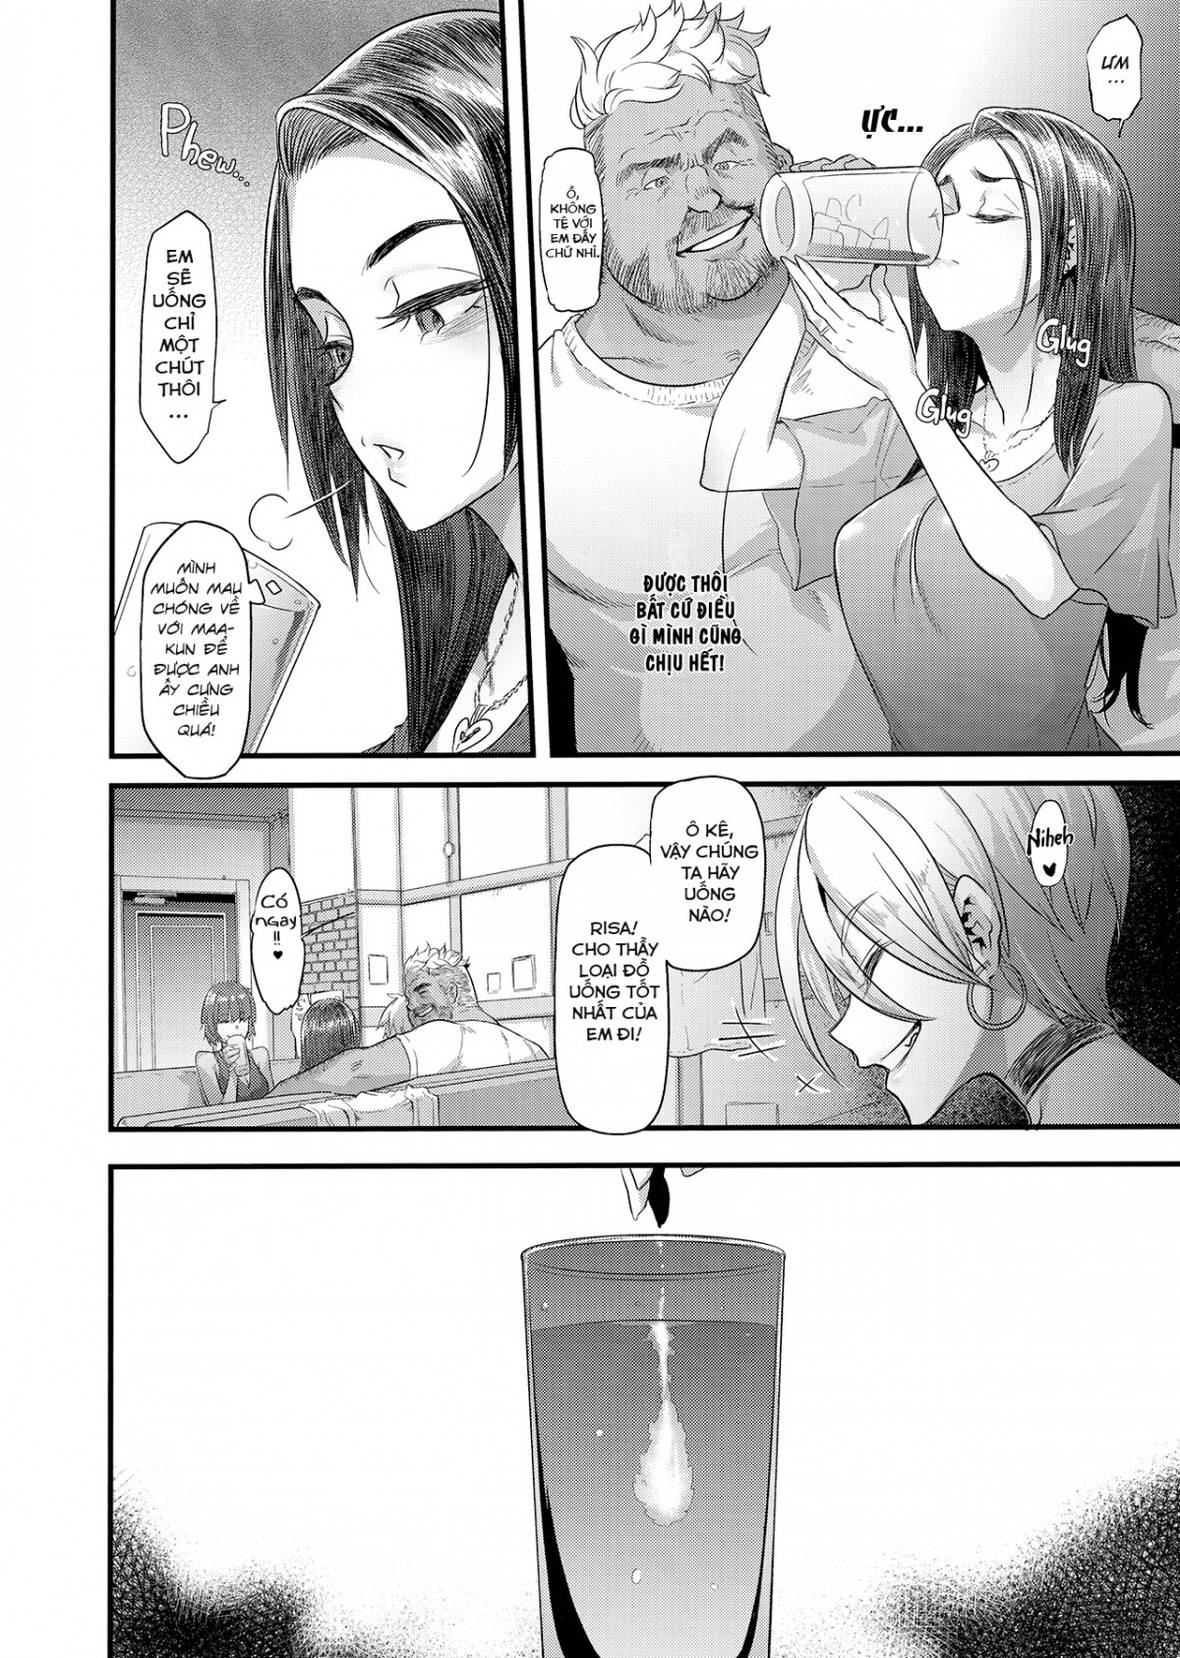 ƯM
...
ỰC...
Ồ,
KHÔNG
TỆ VỚI
EM ĐẤY
CHỨ NHỈ.
Glug
Glug
ĐƯỢC THÔI
BẤT CỨ ĐIỀU
GÌ MÌNH CŨNG
CHỊU HẾT!
Phew...
EM
SẼ
UỐNG
CHỈ
MỘT
CHÚT
THÔI
...
MÌNH
MUỐN MAU
CHÓNG VỀ
VỚI MAA-
KUN ĐỂ
ĐƯỢC ANH
ẤY CƯNG
CHIỀU
QUÁ!
Niheh
♥
Ô KÊ,
VẬY CHÚNG
TA HÃY
UỐNG
NÀO!
RISA!
CHO THẦY
LOẠI ĐỒ
UỐNG TỐT
NHẤT CỦA
EM ĐI!
Có
ngay
!!
♥